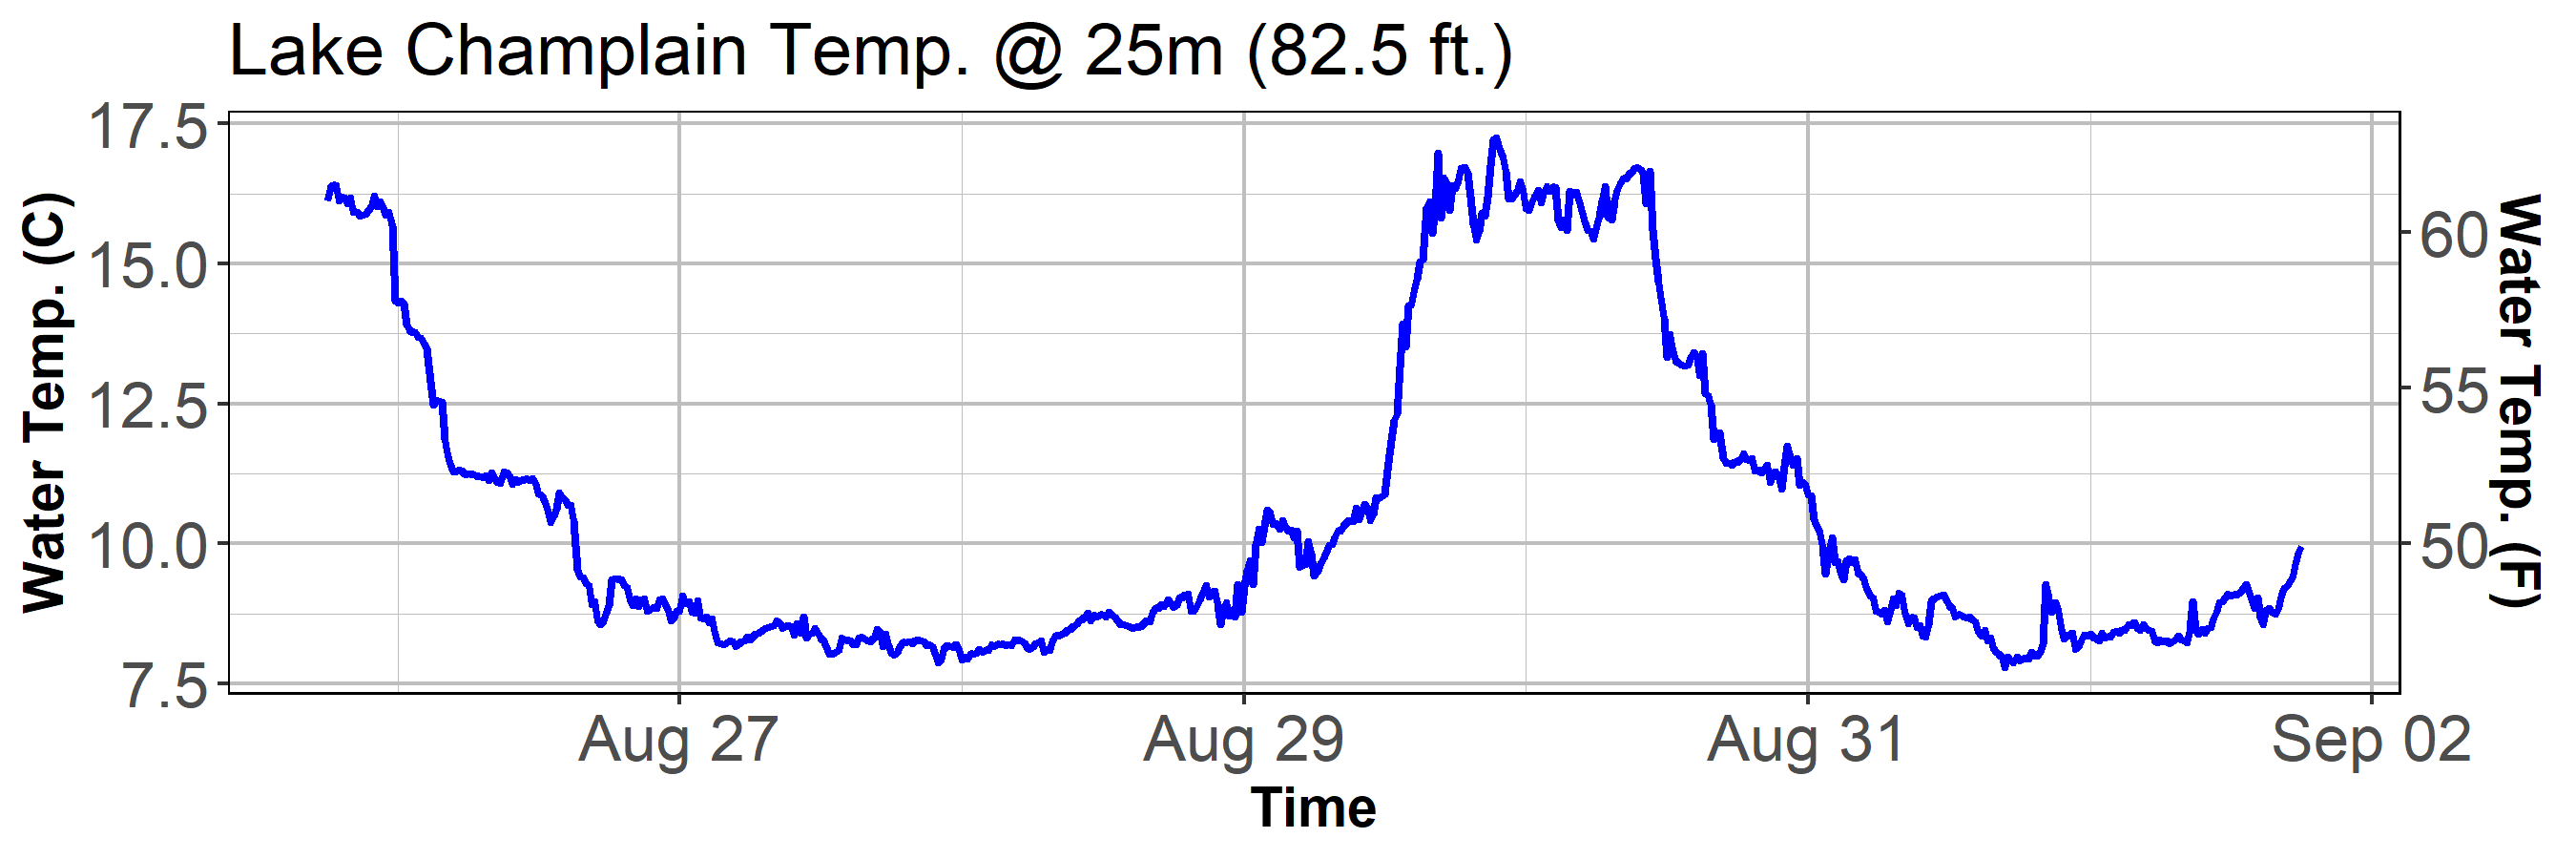 Lake Champlain Temp. @ 25m (82.5 ft.)
Water Temp. (C)
17.5
15.0
12.5
10.0
7.5
60
55
50
Water Temp. (F)
Aug 27 Aug 29 Aug 31 Sep 02
Time